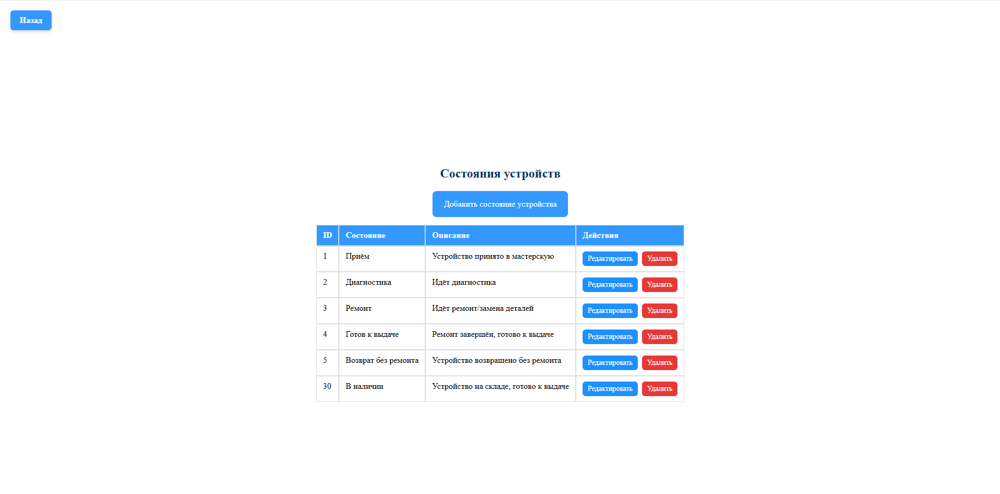 Назад
Состояния устройств
Добавить состояние устройства
ID Состояние Описание Действия
1 Приём Устройство принято в мастерскую Редактировать Удалить
2 Диагностика Идёт диагностика Редактировать Удалить
3 Ремонт Идёт ремонт/замена деталей Редактировать Удалить
4 Готов к выдаче Ремонт завершён, готово к выдаче Редактировать Удалить
5 Возврат без ремонта Устройство возвращено без ремонта Редактировать Удалить
30 В наличии Устройство на складе, готово к выдаче Редактировать Удалить